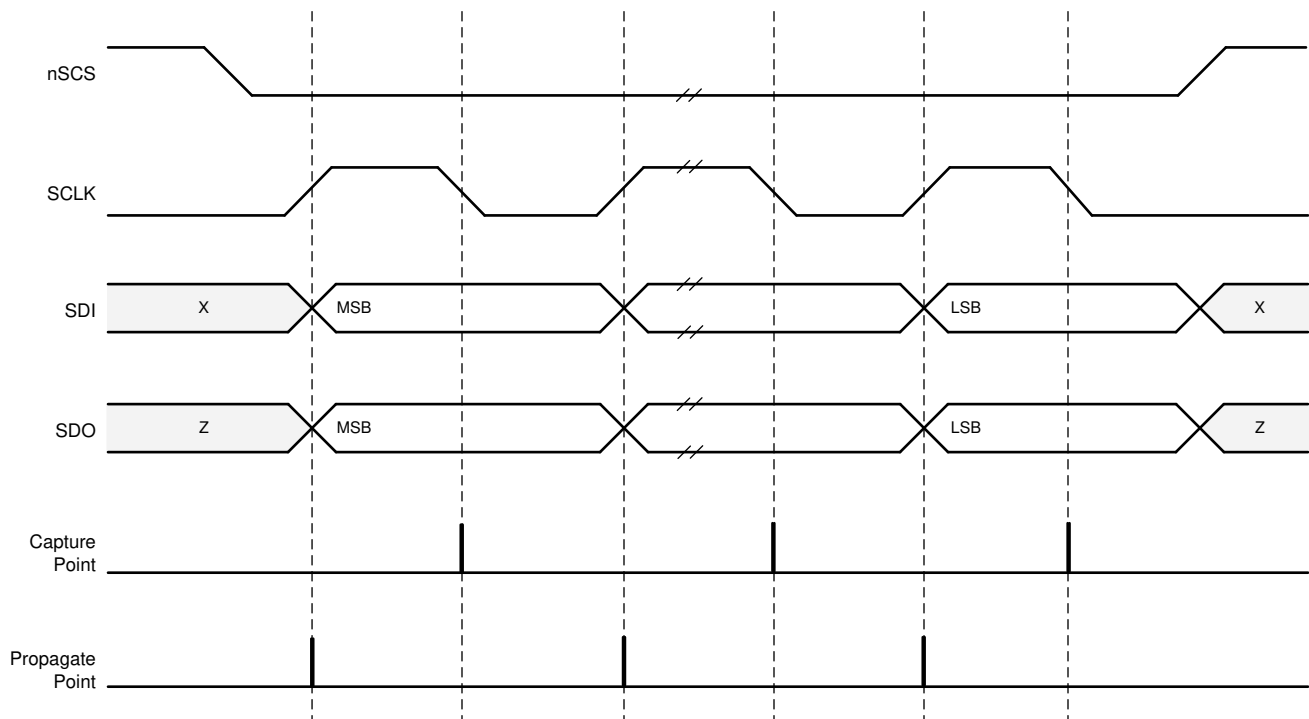 nSCS
SCLK
SDI
X
MSB
LSB
X
SDO
Z
MSB
LSB
Z
Capture
Point
Propagate
Point